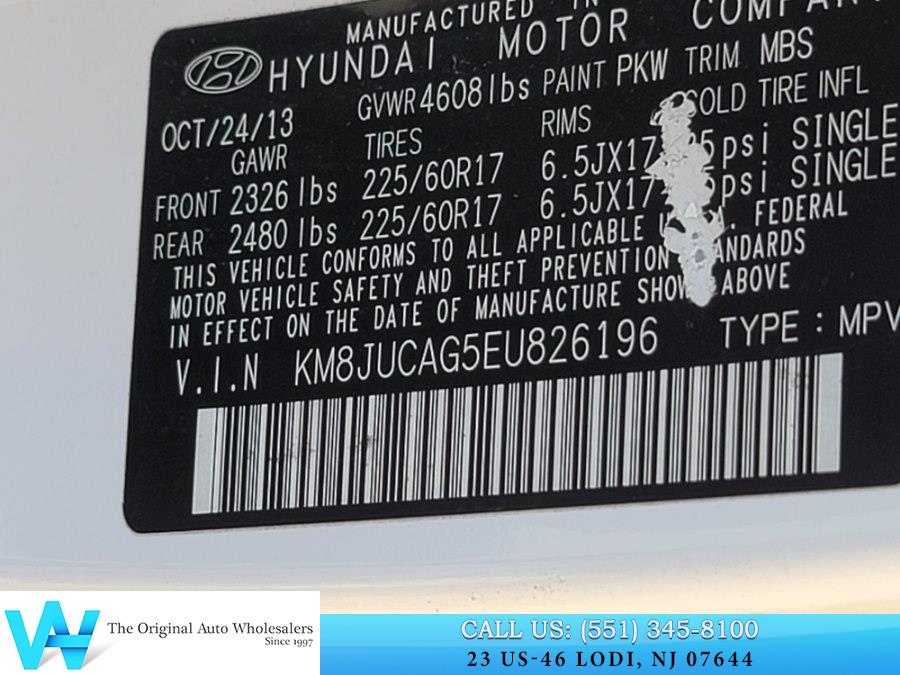 MANUFACTURED IN
HYUNDAI MOTOR COMPAN
OCT/24/13 GVWR 4608lbs PAINT PKW TRIM MBS
GAWR TIRES RIMS COLD TIRE INFL
FRONT 2326 lbs 225/60R17 6.5JX17 psi SINGLE
REAR 2480 lbs 225/60R17 6.5JX17 psi SINGLE
THIS VEHICLE CONFORMS TO ALL APPLICABLE FEDERAL
MOTOR VEHICLE SAFETY AND THEFT PREVENTION STANDARDS
IN EFFECT ON THE DATE OF MANUFACTURE SHOWN ABOVE
V.I.N KM8JUCAG5EU826196 TYPE : MPV
The Original Auto Wholesalers
Since 1997
CALL US: (551) 345-8100
23 US-46 LODI, NJ 07644